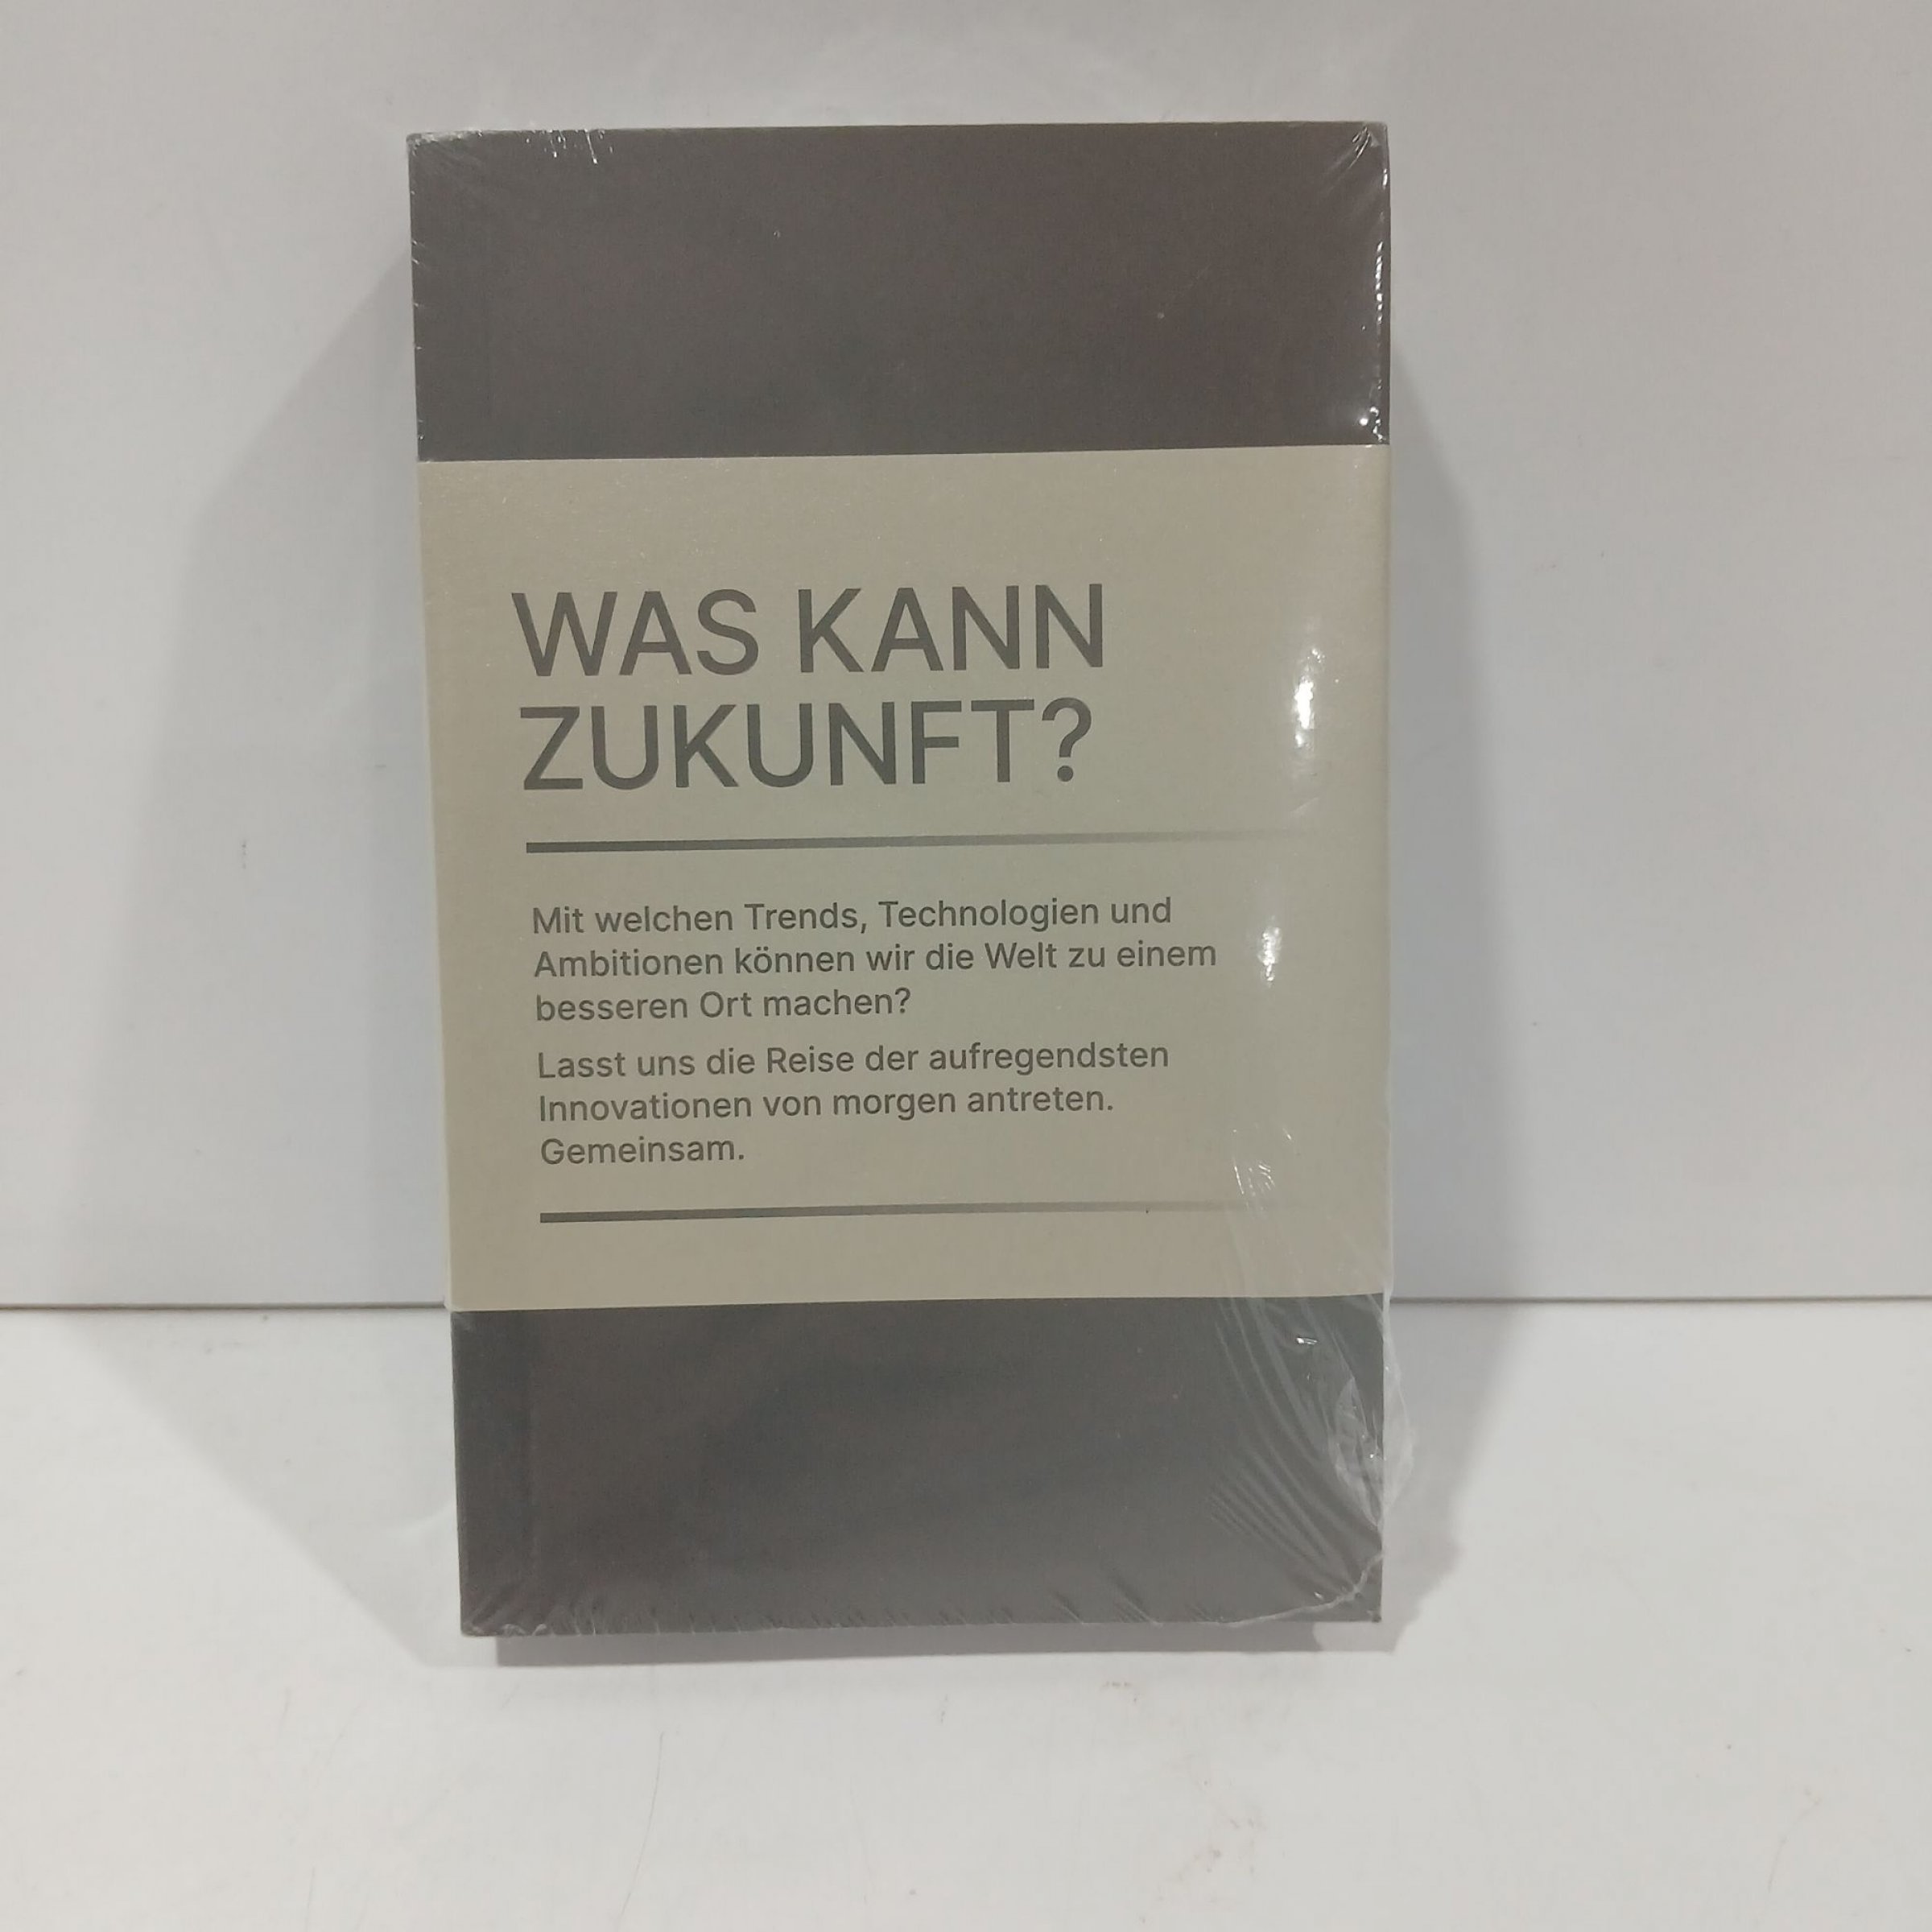 WAS KANN
ZUKUNFT?
Mit welchen Trends, Technologien und
Ambitionen können wir die Welt zu einem
besseren Ort machen?
Lasst uns die Reise der aufregendsten
Innovationen von morgen antreten.
Gemeinsam.